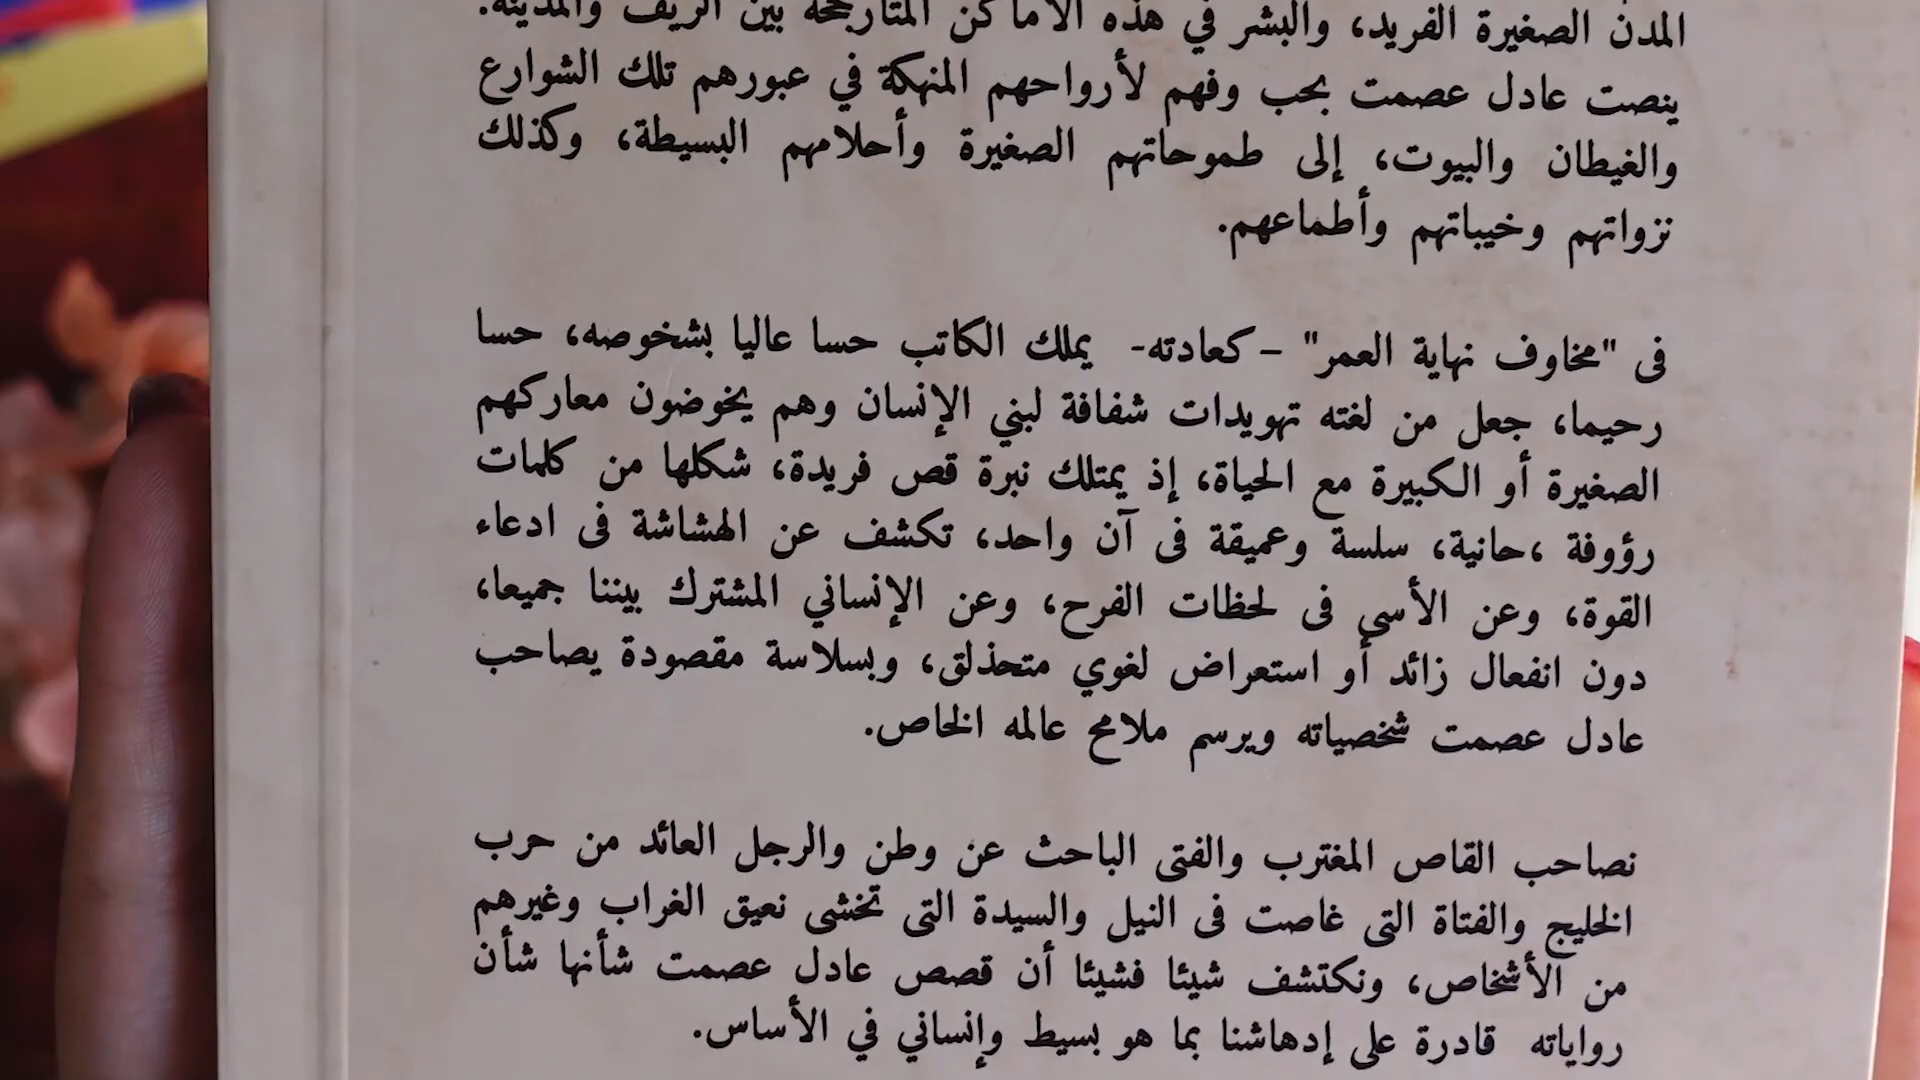 المدن الصغيرة الفريد، والبشر في هذه الأماكن المتأرجحة بين الريف والمدينة.
ينصت عادل عصمت بحب وفهم لأرواحهم المنهكة في عبورهم تلك الشوارع
والغيطان والبيوت، إلى طموحاتهم الصغيرة وأحلامهم البسيطة، وكذلك
نزواتهم وخيباتهم وأطماعهم.
فى "مخاوف نهاية العمر" –كعادته- يملك الكاتب حسا عاليا بشخوصه، حسا
رحيما، جعل من لغته تهويدات شفافة لبني الإنسان وهم يخوضون معاركهم
الصغيرة أو الكبيرة مع الحياة، إذ يمتلك نبرة قص فريدة، شكلها من كلمات
رؤوفة ،حانية، سلسة وعميقة فى آن واحد، تكشف عن الهشاشة فى ادعاء
القوة، وعن الأسى فى لحظات الفرح، وعن الإنساني المشترك بيننا جميعا،
دون انفعال زائد أو استعراض لغوي متحذلق، وبسلاسة مقصودة يصاحب
عادل عصمت شخصياته ويرسم ملامح عالمه الخاص.
نصاحب القاص المغترب والفتى الباحث عن وطن والرجل العائد من حرب
الخليج والفتاة التى غاصت فى النيل والسيدة التى تخشى نعيق الغراب وغيرهم
من الأشخاص، ونكتشف شيئا فشيئا أن قصص عادل عصمت شأنها شأن
رواياته قادرة على إدهاشنا بما هو بسيط وإنساني في الأساس.